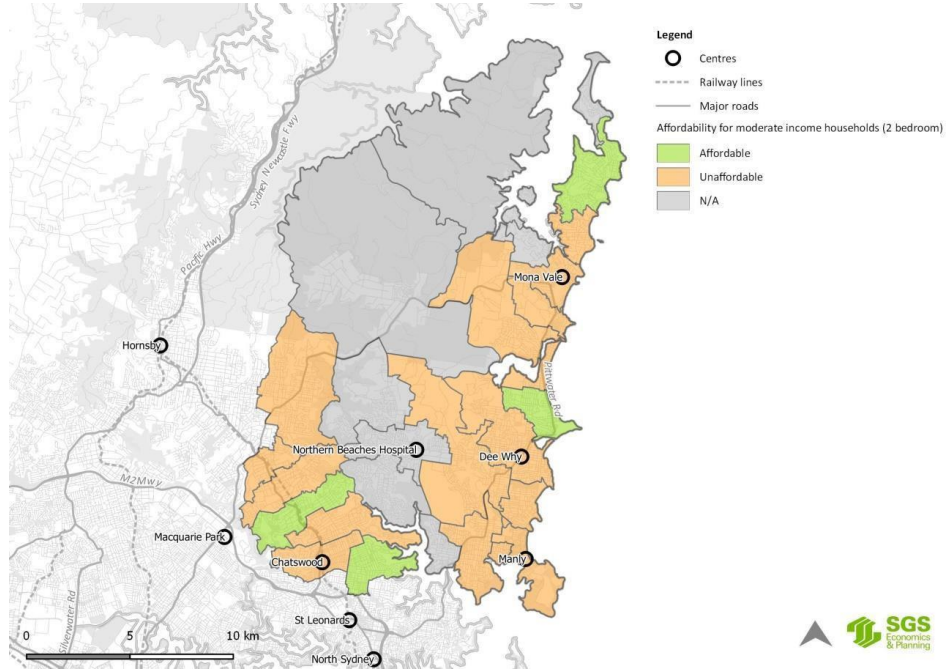 Legend
Centres
Railway lines
Major roads
Affordability for moderate income households (2 bedroom)
Affordable
Unaffordable
N/A
Sydney Newcastle Fwy
Pacific Hwy
Mona Vale
Hornsby
Pittwater Rd
Northern Beaches Hospital
Dee Why
M2Mwy
Macquarie Park
Chatswood
Manly
Silverwater Rd
St Leonards
North Sydney
0 5 10 km
SGS
Economics
& Planning